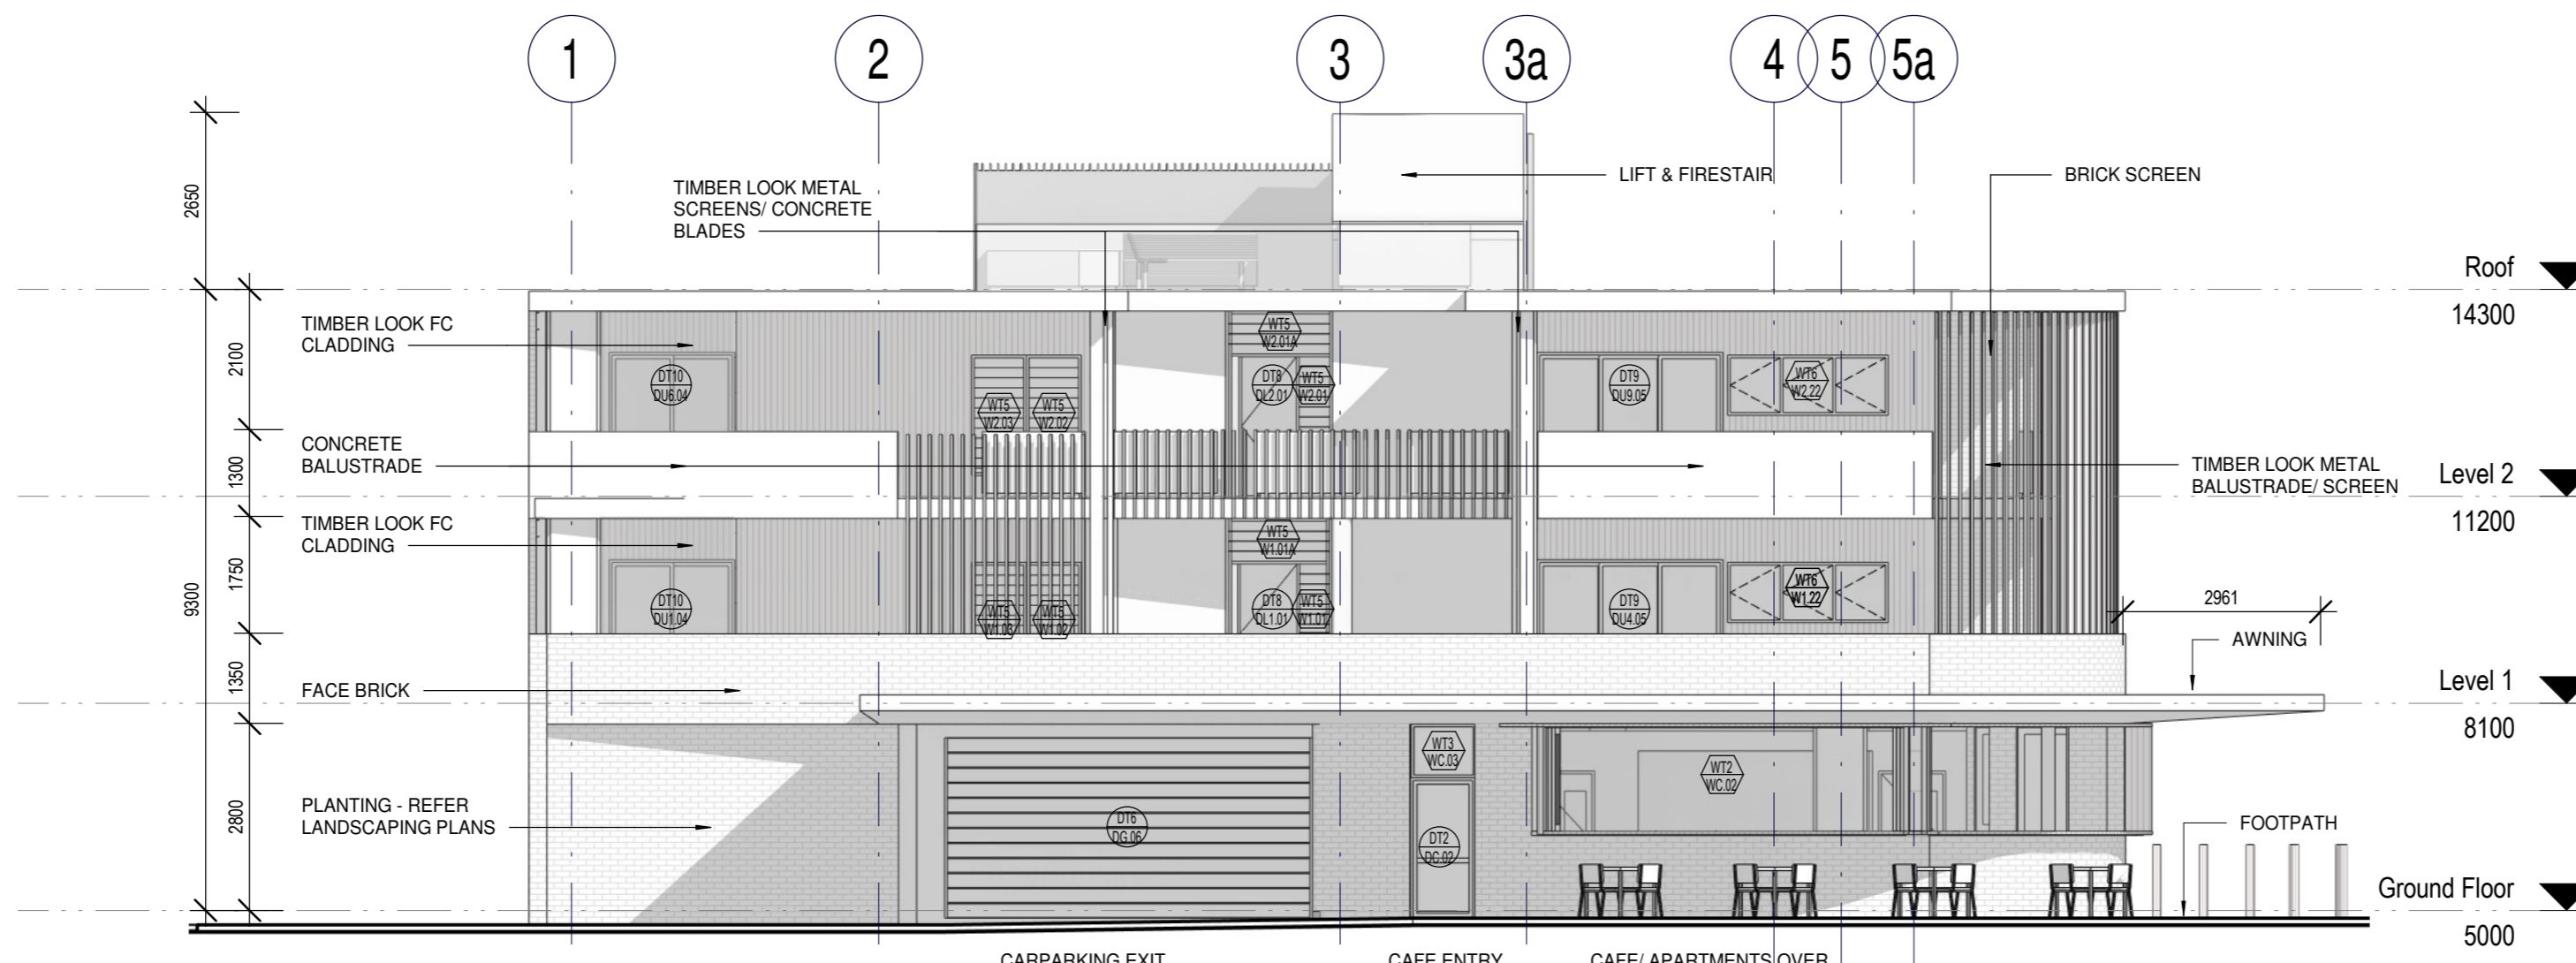 1 2 3 3a 4 5 5a
2650
TIMBER LOOK METAL
SCREENS/ CONCRETE
BLADES
LIFT & FIRESTAIR
BRICK SCREEN
Roof
14300
TIMBER LOOK FC
CLADDING
2100
WT5
W2.01A
DT10
DU6.04
WT5
W2.03
WT5
W2.02
DT8
DL2.01
WT5
W2.01
DT9
DU9.05
WT6
W2.22
CONCRETE
BALUSTRADE
1300
TIMBER LOOK METAL
BALUSTRADE/ SCREEN
Level 2
11200
TIMBER LOOK FC
CLADDING
1750
9300
WT5
W1.01A
DT10
DU1.04
WT5
W1.03
WT5
W1.02
DT8
DL1.01
WT5
W1.01
DT9
DU4.05
WT6
W1.22
2961
AWNING
FACE BRICK
1350
Level 1
8100
WT3
WC.03
WT2
WC.02
PLANTING - REFER
LANDSCAPING PLANS
2800
DT6
DG.06
DT2
DC.02
FOOTPATH
Ground Floor
5000
CARPARKING EXIT
CAFE ENTRY
CAFE/ APARTMENTS OVER